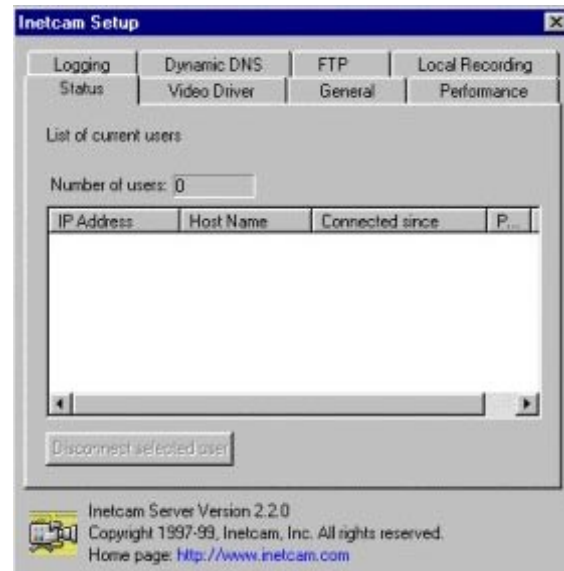 Inetcam Setup
Logging Dynamic DNS FTP Local Recording
Status Video Driver General Performance
List of current users
Number of users: 0
IP Address Host Name Connected since P...
Disconnect selected user
Inetcam Server Version 2.2.0
Copyright 1997-99, Inetcam, Inc. All rights reserved.
Home page: http://www.inetcam.com